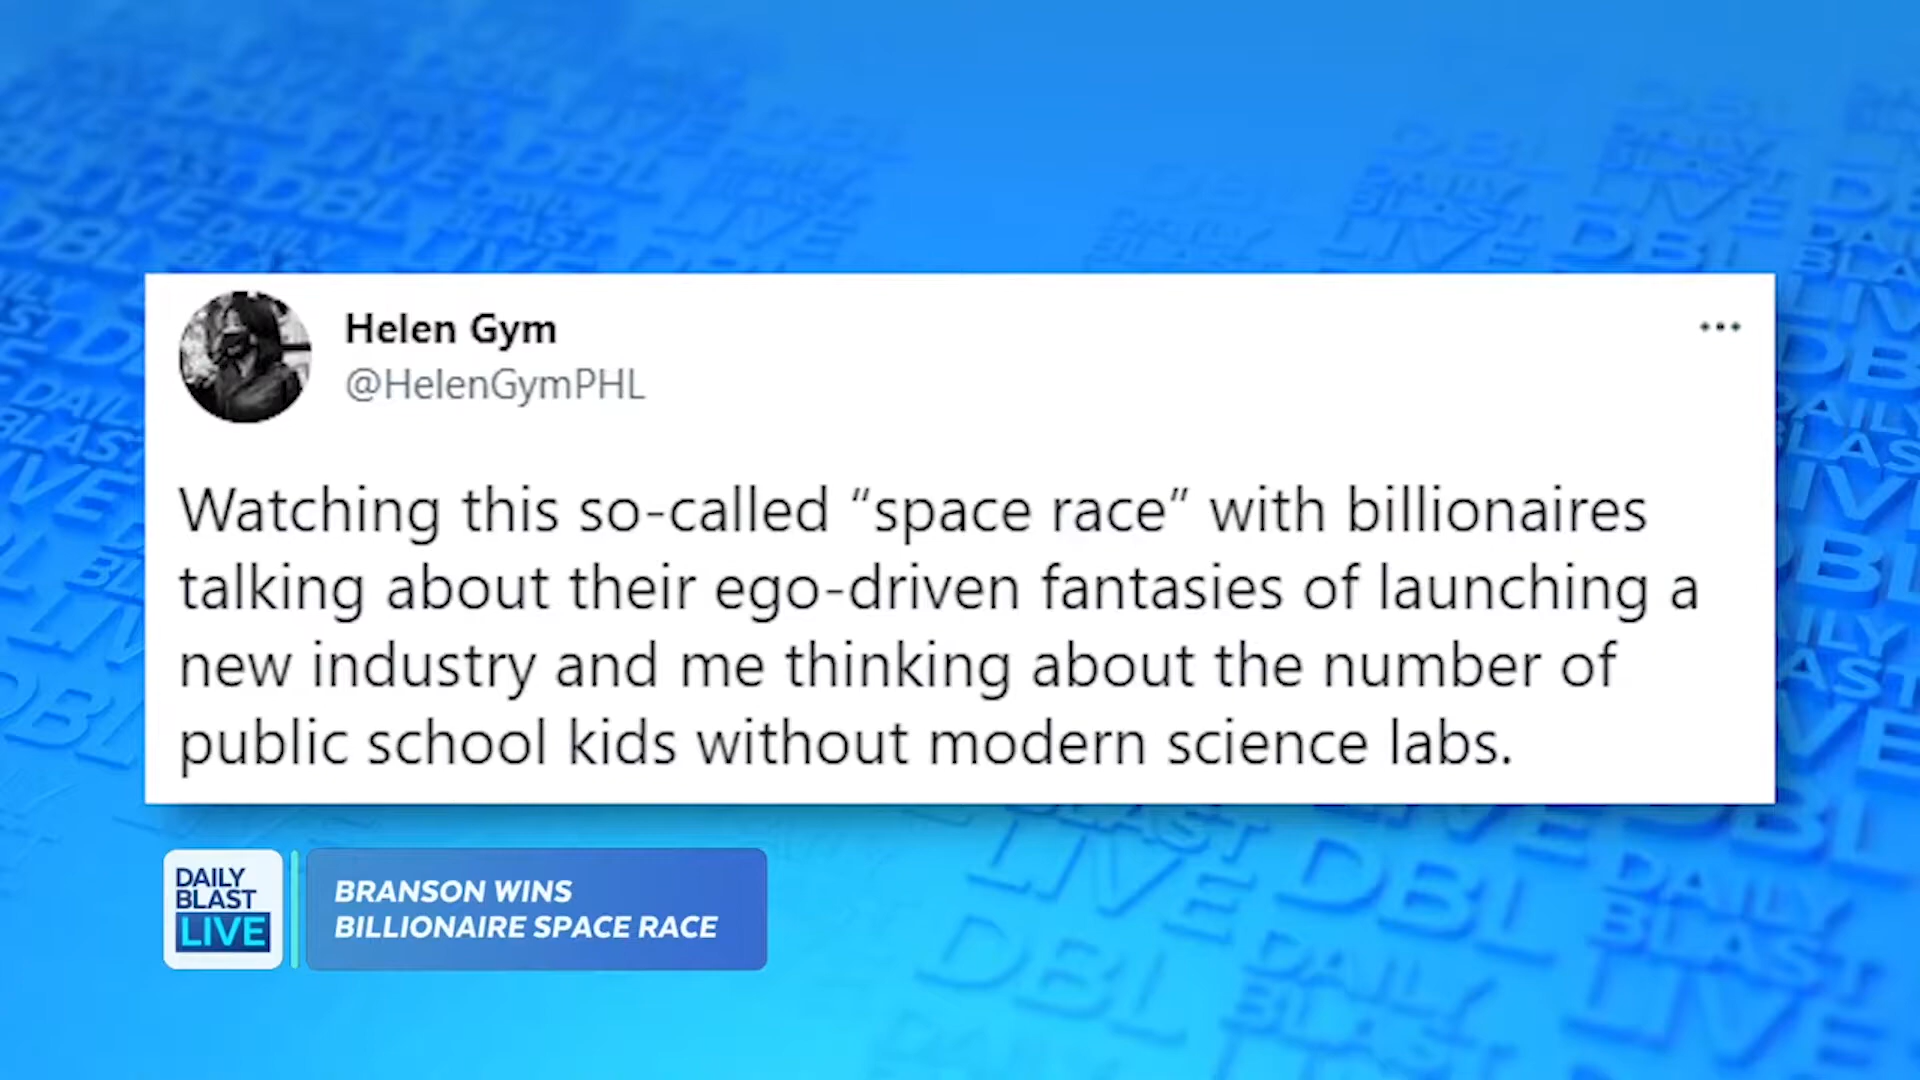 Helen Gym
@HelenGymPHL
Watching this so-called “space race” with billionaires
talking about their ego-driven fantasies of launching a
new industry and me thinking about the number of
public school kids without modern science labs.
DAILY
BLAST
LIVE
BRANSON WINS
BILLIONAIRE SPACE RACE